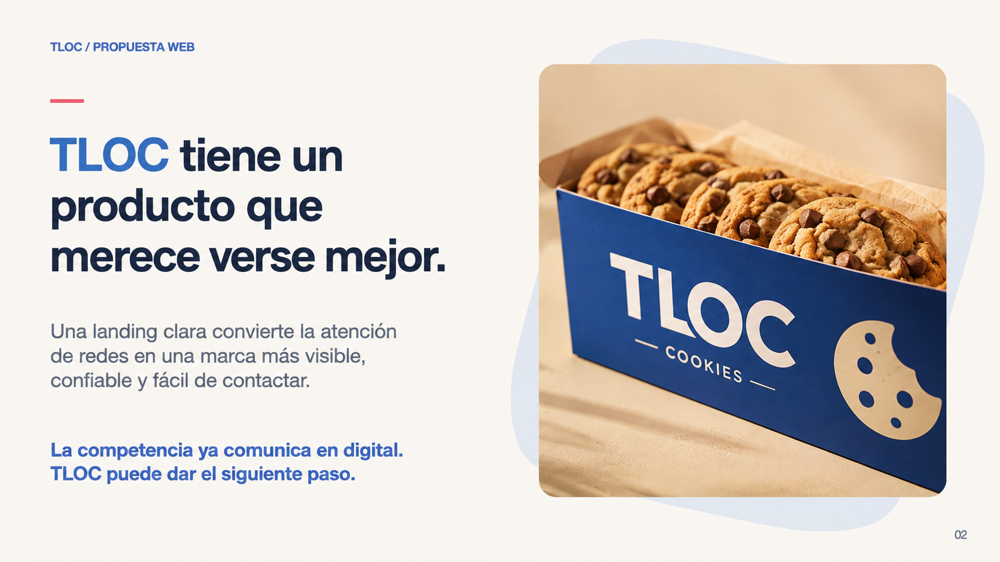 TLOC / PROPUESTA WEB
TLOC tiene un
producto que
merece verse mejor.
Una landing clara convierte la atención
de redes en una marca más visible,
confiable y fácil de contactar.
La competencia ya comunica en digital.
TLOC puede dar el siguiente paso.
TLOC
COOKIES
02